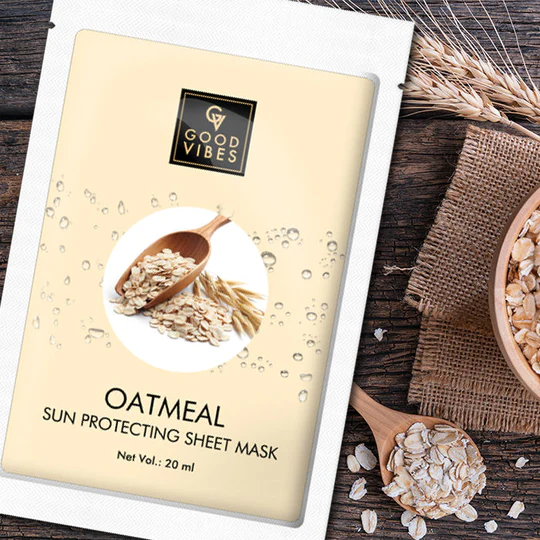 GV
GOOD
VIBES
OATMEAL
SUN PROTECTING SHEET MASK
Net Vol.: 20 ml